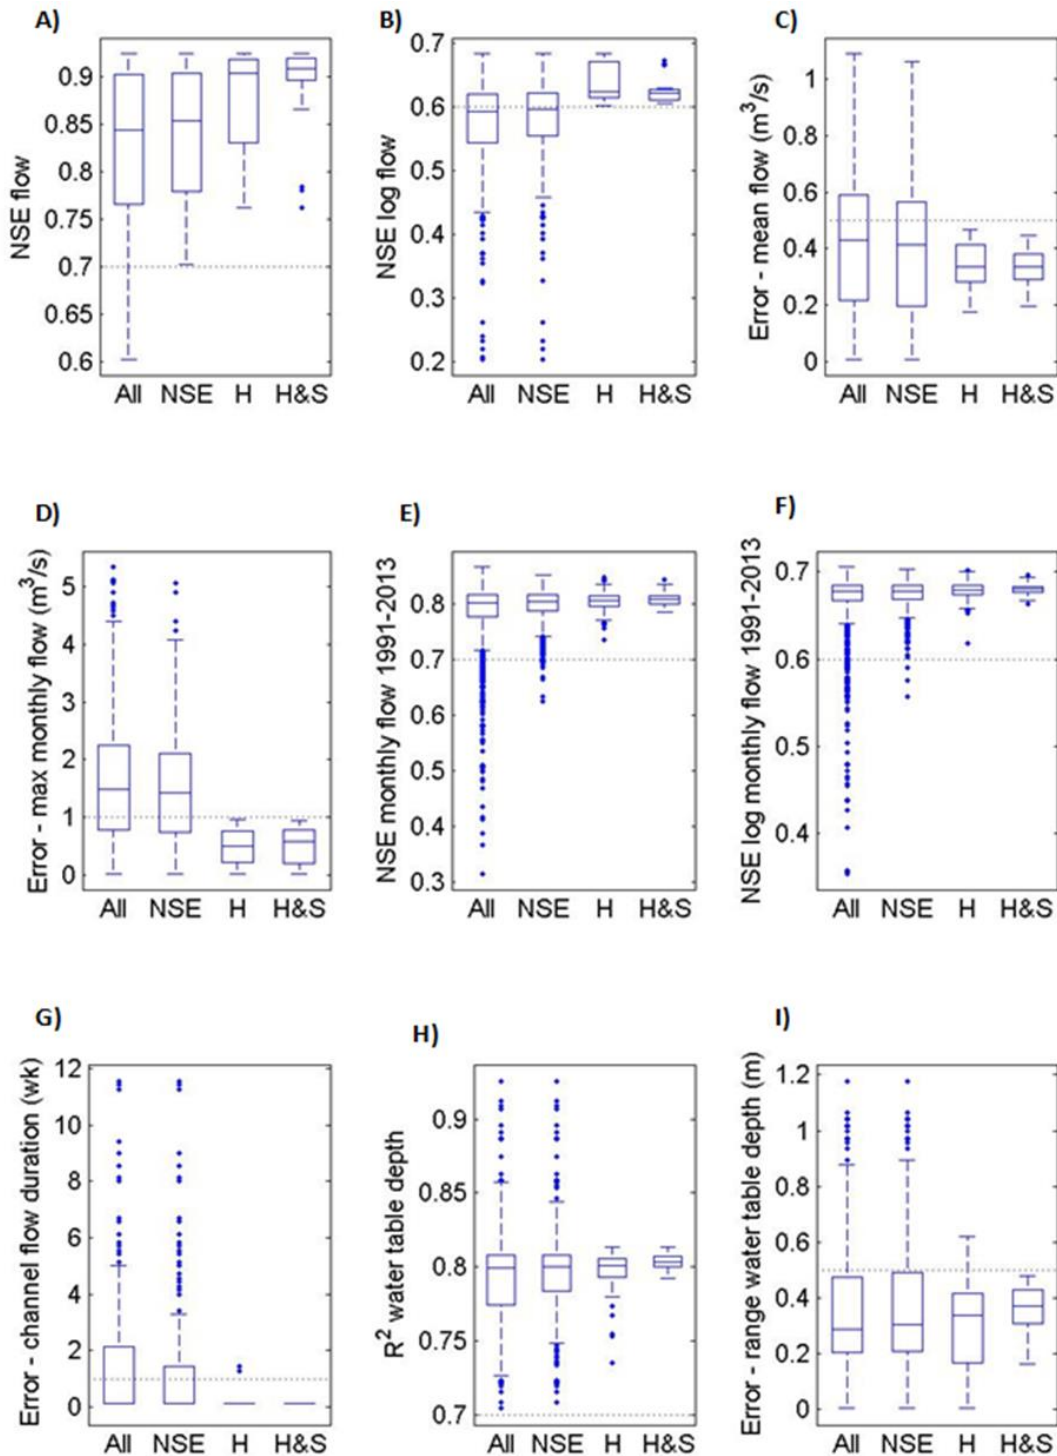 A)
NSE flow
0.9
0.85
0.8
0.75
0.7
0.65
0.6
All NSE H H&S
B)
NSE log flow
0.7
0.6
0.5
0.4
0.3
0.2
All NSE H H&S
C)
Error - mean flow (m³/s)
1
0.8
0.6
0.4
0.2
0
All NSE H H&S
D)
Error - max monthly flow (m³/s)
5
4
3
2
1
0
All NSE H H&S
E)
NSE monthly flow 1991-2013
0.8
0.7
0.6
0.5
0.4
0.3
All NSE H H&S
F)
NSE log monthly flow 1991-2013
0.7
0.6
0.5
0.4
All NSE H H&S
G)
Error - channel flow duration (wk)
12
10
8
6
4
2
0
All NSE H H&S
H)
R² water table depth
0.9
0.85
0.8
0.75
0.7
All NSE H H&S
I)
Error - range water table depth (m)
1.2
1
0.8
0.6
0.4
0.2
0
All NSE H H&S